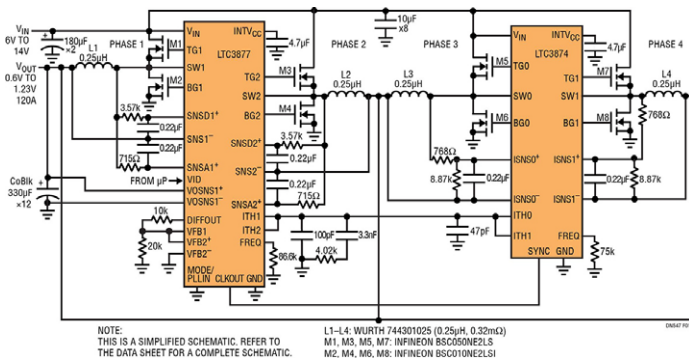 VIN
6V TO
14V
180µF
×2
VOUT
0.6V TO
1.23V
120A
L1
0.25µH
PHASE 1
M1
M2
VIN
INTVCC
LTC3877
TG1
SW1
BG1
TG2
SW2
BG2
SNSD1+
SNS1−
SNSA1+
VID
VOSNS1+
VOSNS1−
DIFFOUT
VFB1
VFB2+
VFB2−
MODE/
PLLIN
CLKOUT
GND
SNSD2+
SNS2−
SNSA2+
ITH1
ITH2
FREQ
3.57k
0.22µF
0.22µF
715Ω
FROM µP
CoBlk
330µF
×12
10k
20k
4.7µF
M3
M4
PHASE 2
L2
0.25µH
3.57k
0.22µF
0.22µF
715Ω
100pF
3.3nF
4.02k
86.6k
10µF
×8
PHASE 3
L3
0.25µH
M5
M6
768Ω
8.87k
0.22µF
47pF
VIN
INTVCC
LTC3874
TG0
SW0
BG0
TG1
SW1
BG1
ISNS0+
ISNS0−
ISNS1+
ISNS1−
ITH0
ITH1
FREQ
SYNC
GND
4.7µF
PHASE 4
M7
M8
L4
0.25µH
768Ω
0.22µF
8.87k
75k
NOTE:
THIS IS A SIMPLIFIED SCHEMATIC. REFER TO
THE DATA SHEET FOR A COMPLETE SCHEMATIC.
L1–L4: WURTH 744301025 (0.25µH, 0.32mΩ)
M1, M3, M5, M7: INFINEON BSC050NE2LS
M2, M4, M6, M8: INFINEON BSC010NE2LSI